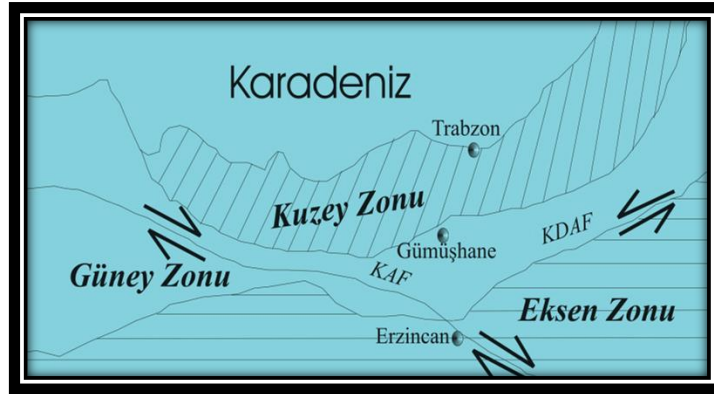 Karadeniz
Trabzon
Kuzey Zonu
KDAF
Gümüşhane
Güney Zonu
KAF
Eksen Zonu
Erzincan